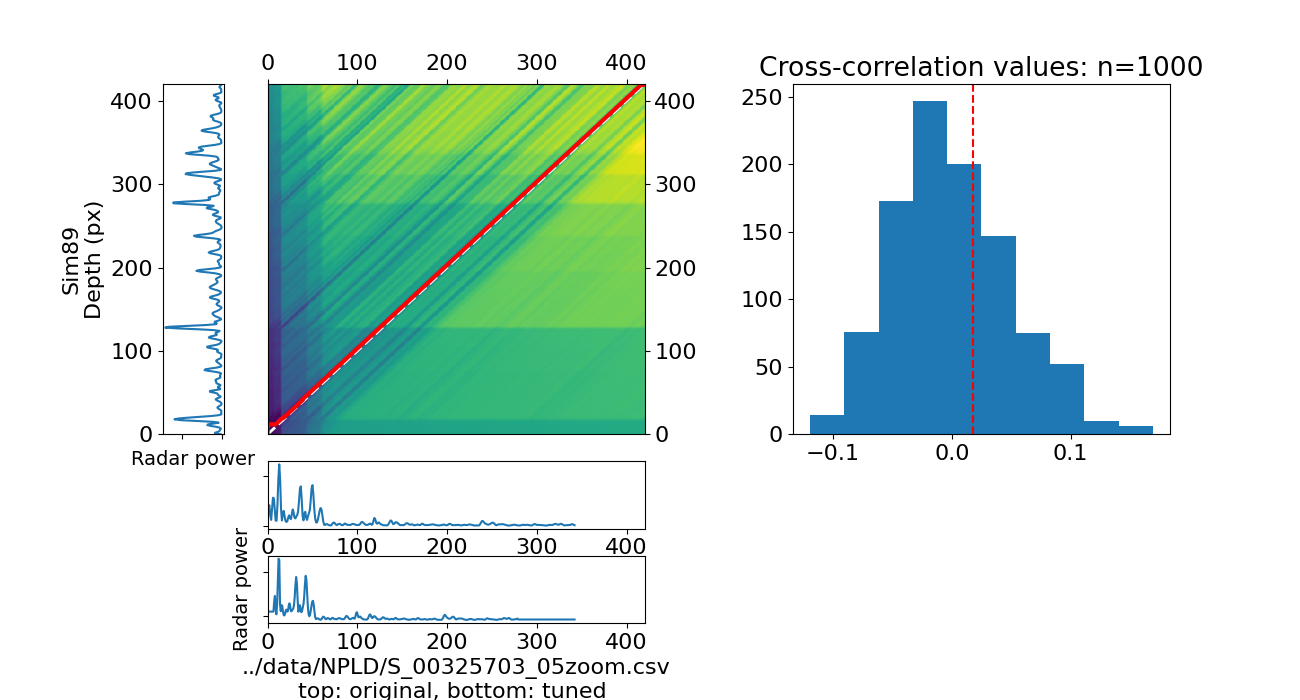 0 100 200 300 400
Cross-correlation values: n=1000
400
300
200
100
0
Sim89
Depth (px)
Radar power
400
300
200
100
0
250
200
150
100
50
0
−0.1 0.0 0.1
0 100 200 300 400
Radar power
0 100 200 300 400
../data/NPLD/S_00325703_05zoom.csv
top: original, bottom: tuned